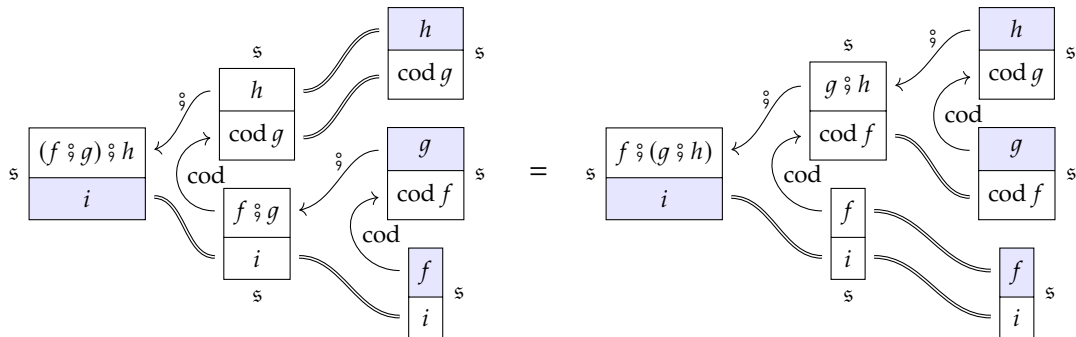 h
𝔰
𝔰
h
cod g
⨟
⨟
cod g
(f ⨟ g) ⨟ h
g
𝔰
i
cod
⨟
𝔰
f ⨟ g
cod f
cod
i
f
𝔰
𝔰
i
=
h
𝔰
⨟
𝔰
g ⨟ h
cod g
⨟
cod f
cod
f ⨟ (g ⨟ h)
g
𝔰
i
cod
𝔰
f
cod f
i
f
𝔰
𝔰
i